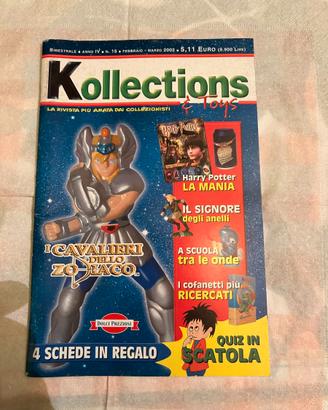 BIMESTRALE • ANNO IV • N. 15 • FEBBRAIO - MARZO 2002 • 5,11 EURO (9.900 LIRE)
Kollections
& Toys
LA RIVISTA PIÙ AMATA DAI COLLEZIONISTI
HARRY POTTER
Harry Potter
LA MANIA
IL SIGNORE
degli anelli
A SCUOLA
tra le onde
I cofanetti più
RICERCATI
I CAVALIERI
DELLO
ZODIACO
DOLCI PREZIOSI
4 SCHEDE IN REGALO
QUIZ IN
SCATOLA